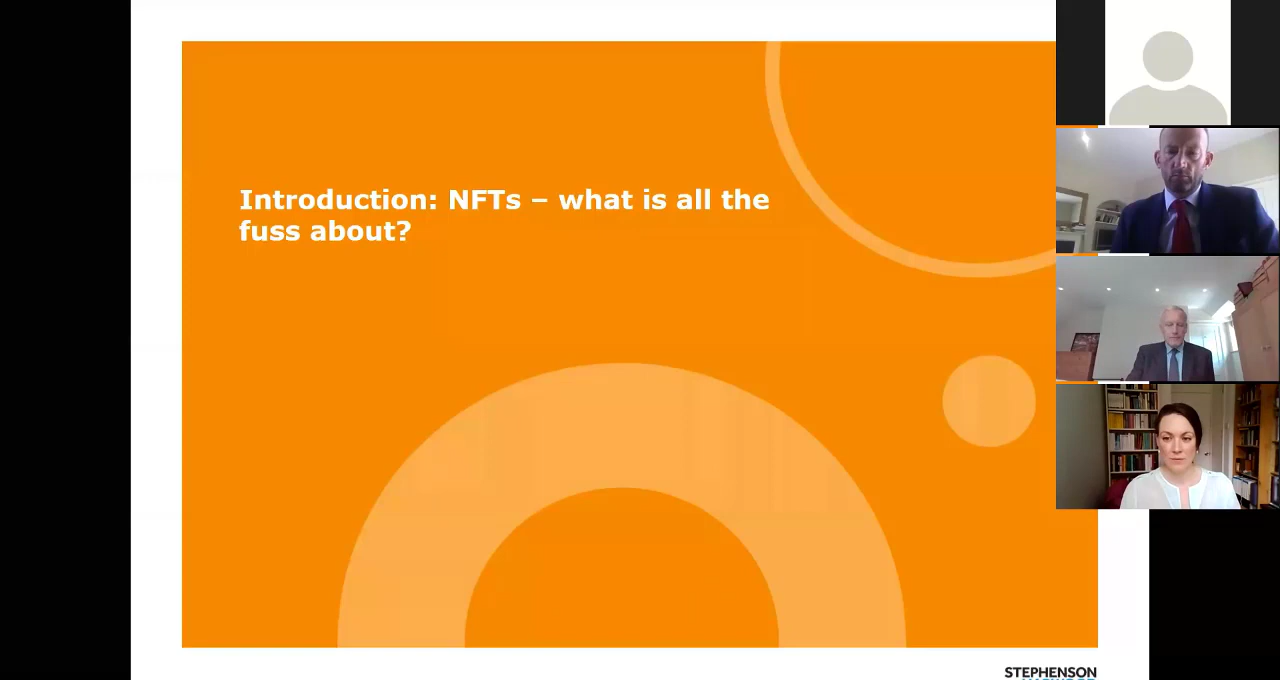 Introduction: NFTs – what is all the
fuss about?
STEPHENSON